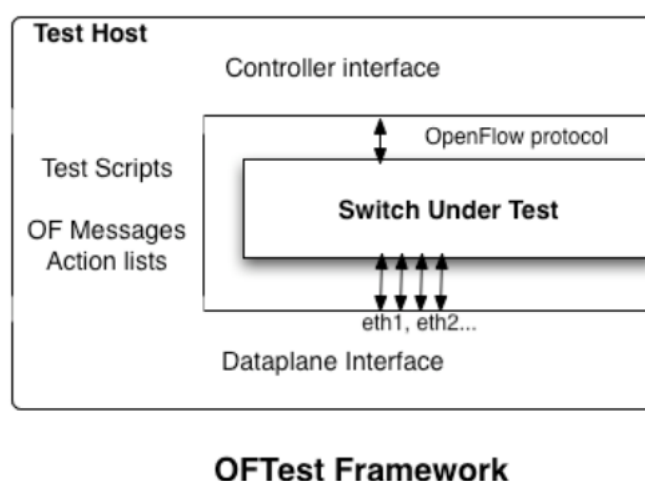 Test Host
Controller interface
OpenFlow protocol
Test Scripts
Switch Under Test
OF Messages
Action lists
eth1, eth2...
Dataplane Interface
OFTest Framework